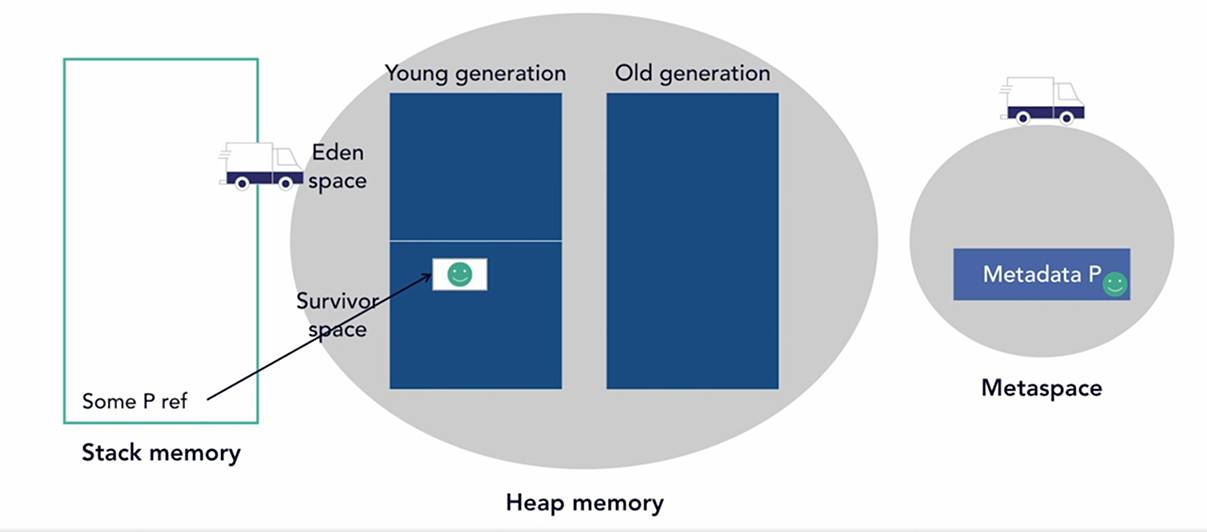 Young generation
Old generation
Eden
space
Survivor
space
Some P ref
Stack memory
Heap memory
Metadata P
Metaspace